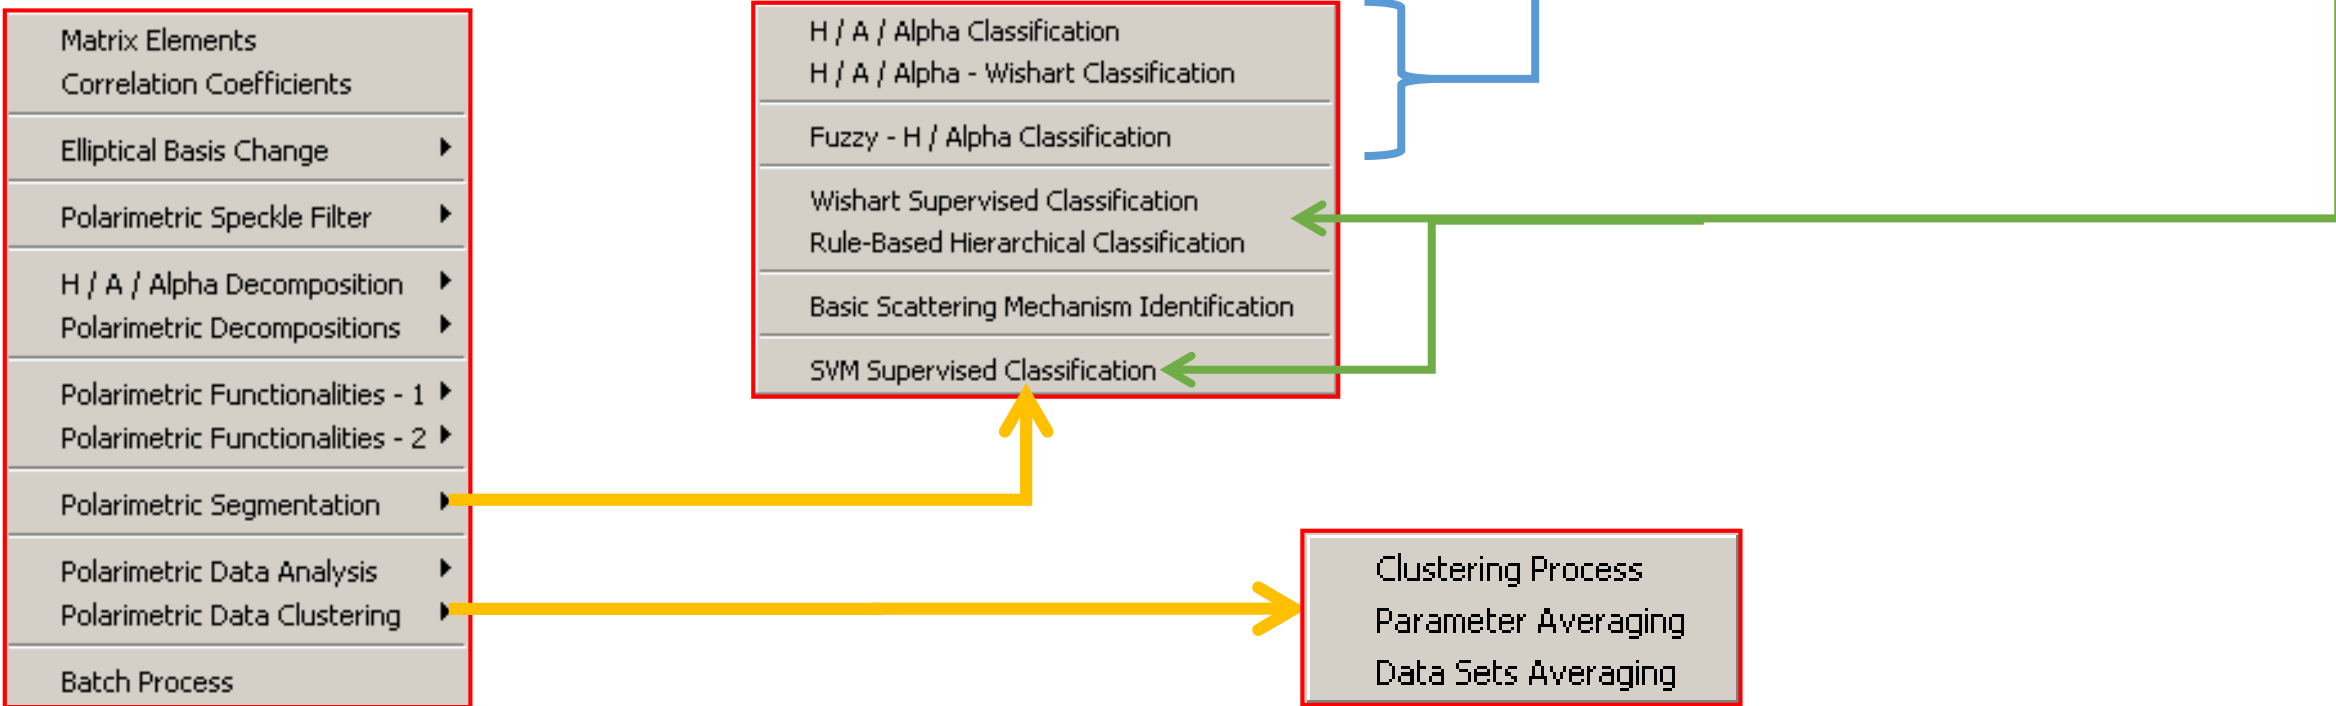 Matrix Elements
Correlation Coefficients
Elliptical Basis Change
Polarimetric Speckle Filter
H / A / Alpha Decomposition
Polarimetric Decompositions
Polarimetric Functionalities - 1
Polarimetric Functionalities - 2
Polarimetric Segmentation
Polarimetric Data Analysis
Polarimetric Data Clustering
Batch Process
H / A / Alpha Classification
H / A / Alpha - Wishart Classification
Fuzzy - H / Alpha Classification
Wishart Supervised Classification
Rule-Based Hierarchical Classification
Basic Scattering Mechanism Identification
SVM Supervised Classification
Clustering Process
Parameter Averaging
Data Sets Averaging